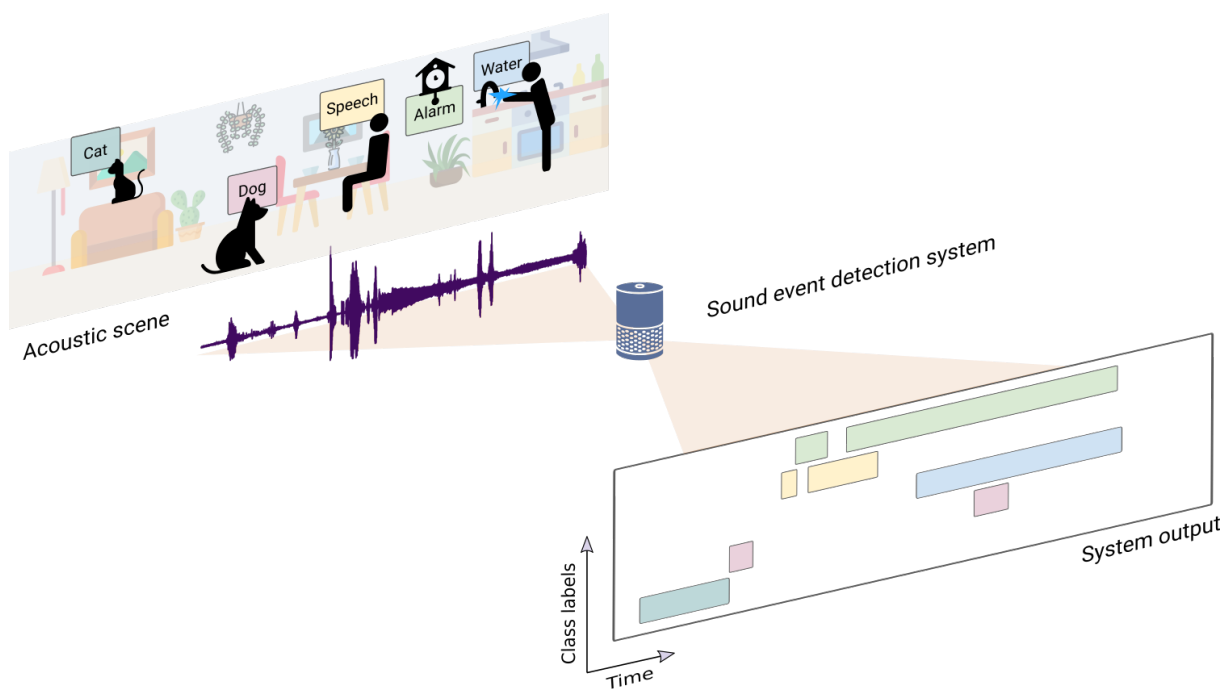 Cat
Dog
Speech
Alarm
Water
Acoustic scene
Sound event detection system
Class labels
Time
System output